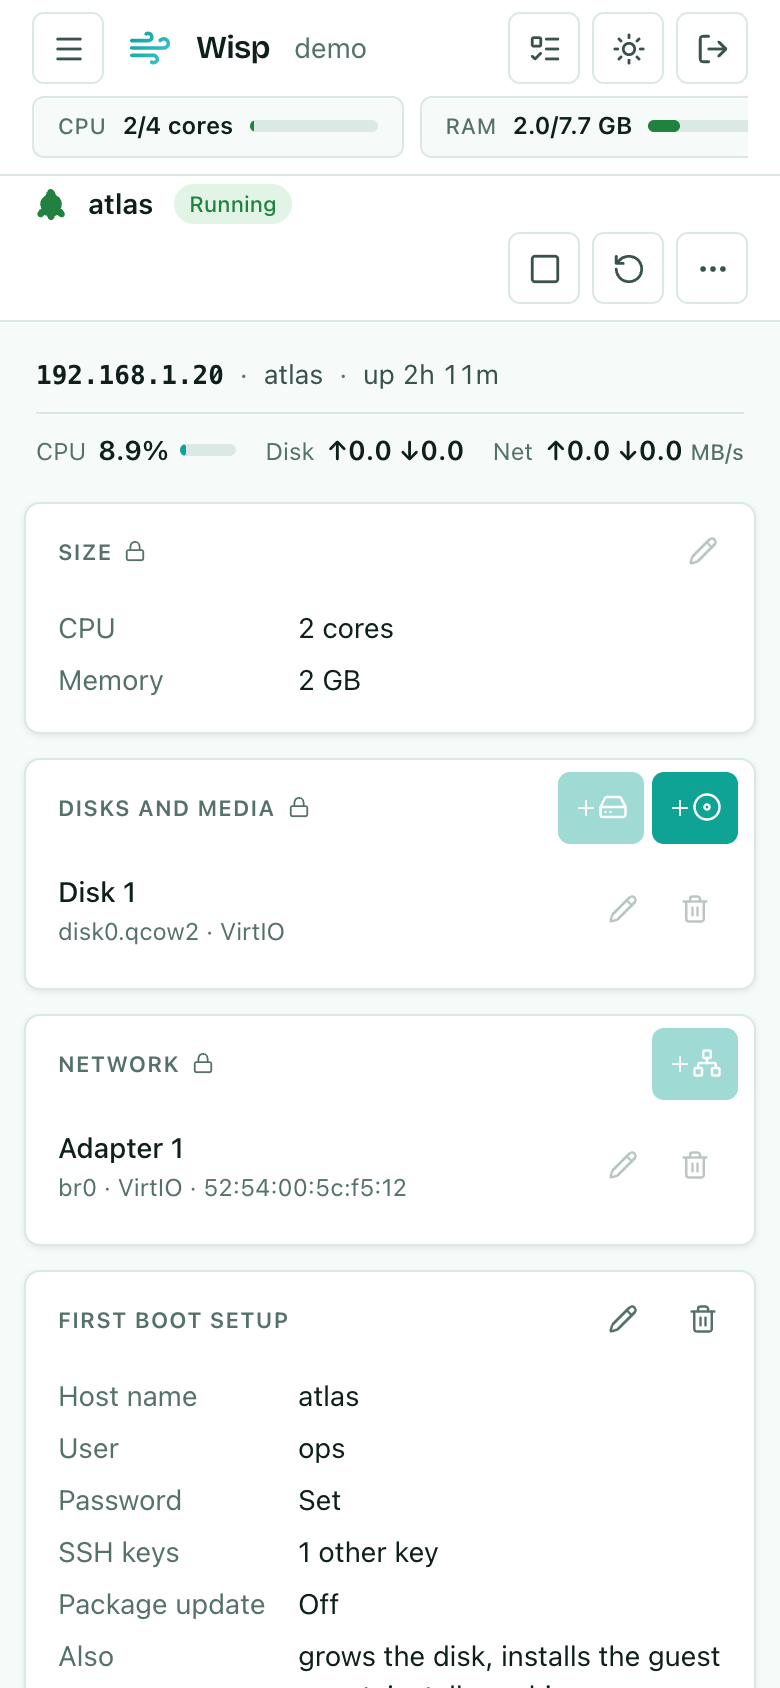 Wisp demo
CPU 2/4 cores RAM 2.0/7.7 GB
atlas Running
192.168.1.20 · atlas · up 2h 11m
CPU 8.9% Disk ↑0.0 ↓0.0 Net ↑0.0 ↓0.0 MB/s
SIZE
CPU 2 cores
Memory 2 GB
DISKS AND MEDIA
Disk 1
disk0.qcow2 · VirtIO
NETWORK
Adapter 1
br0 · VirtIO · 52:54:00:5c:f5:12
FIRST BOOT SETUP
Host name atlas
User ops
Password Set
SSH keys 1 other key
Package update Off
Also grows the disk, installs the guest